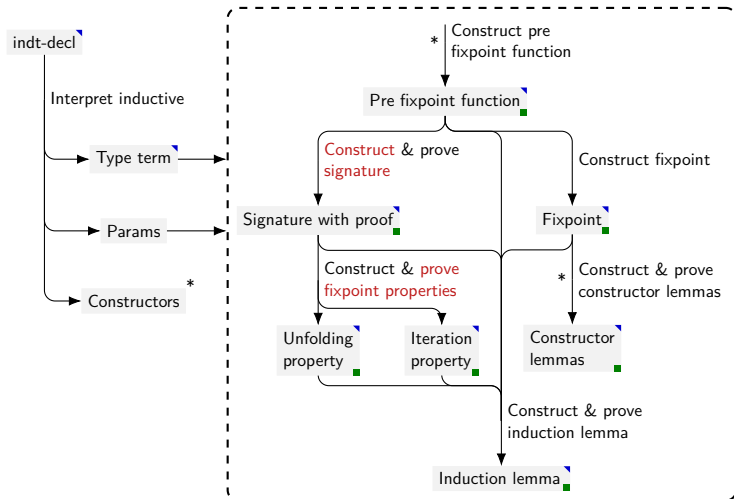 indt-decl
Interpret inductive
Type term
Params
Constructors
*
*
Construct pre
fixpoint function
Pre fixpoint function
Construct & prove
signature
Construct fixpoint
Signature with proof
Fixpoint
Construct & prove
fixpoint properties
*
Construct & prove
constructor lemmas
Unfolding
property
Iteration
property
Constructor
lemmas
Construct & prove
induction lemma
Induction lemma